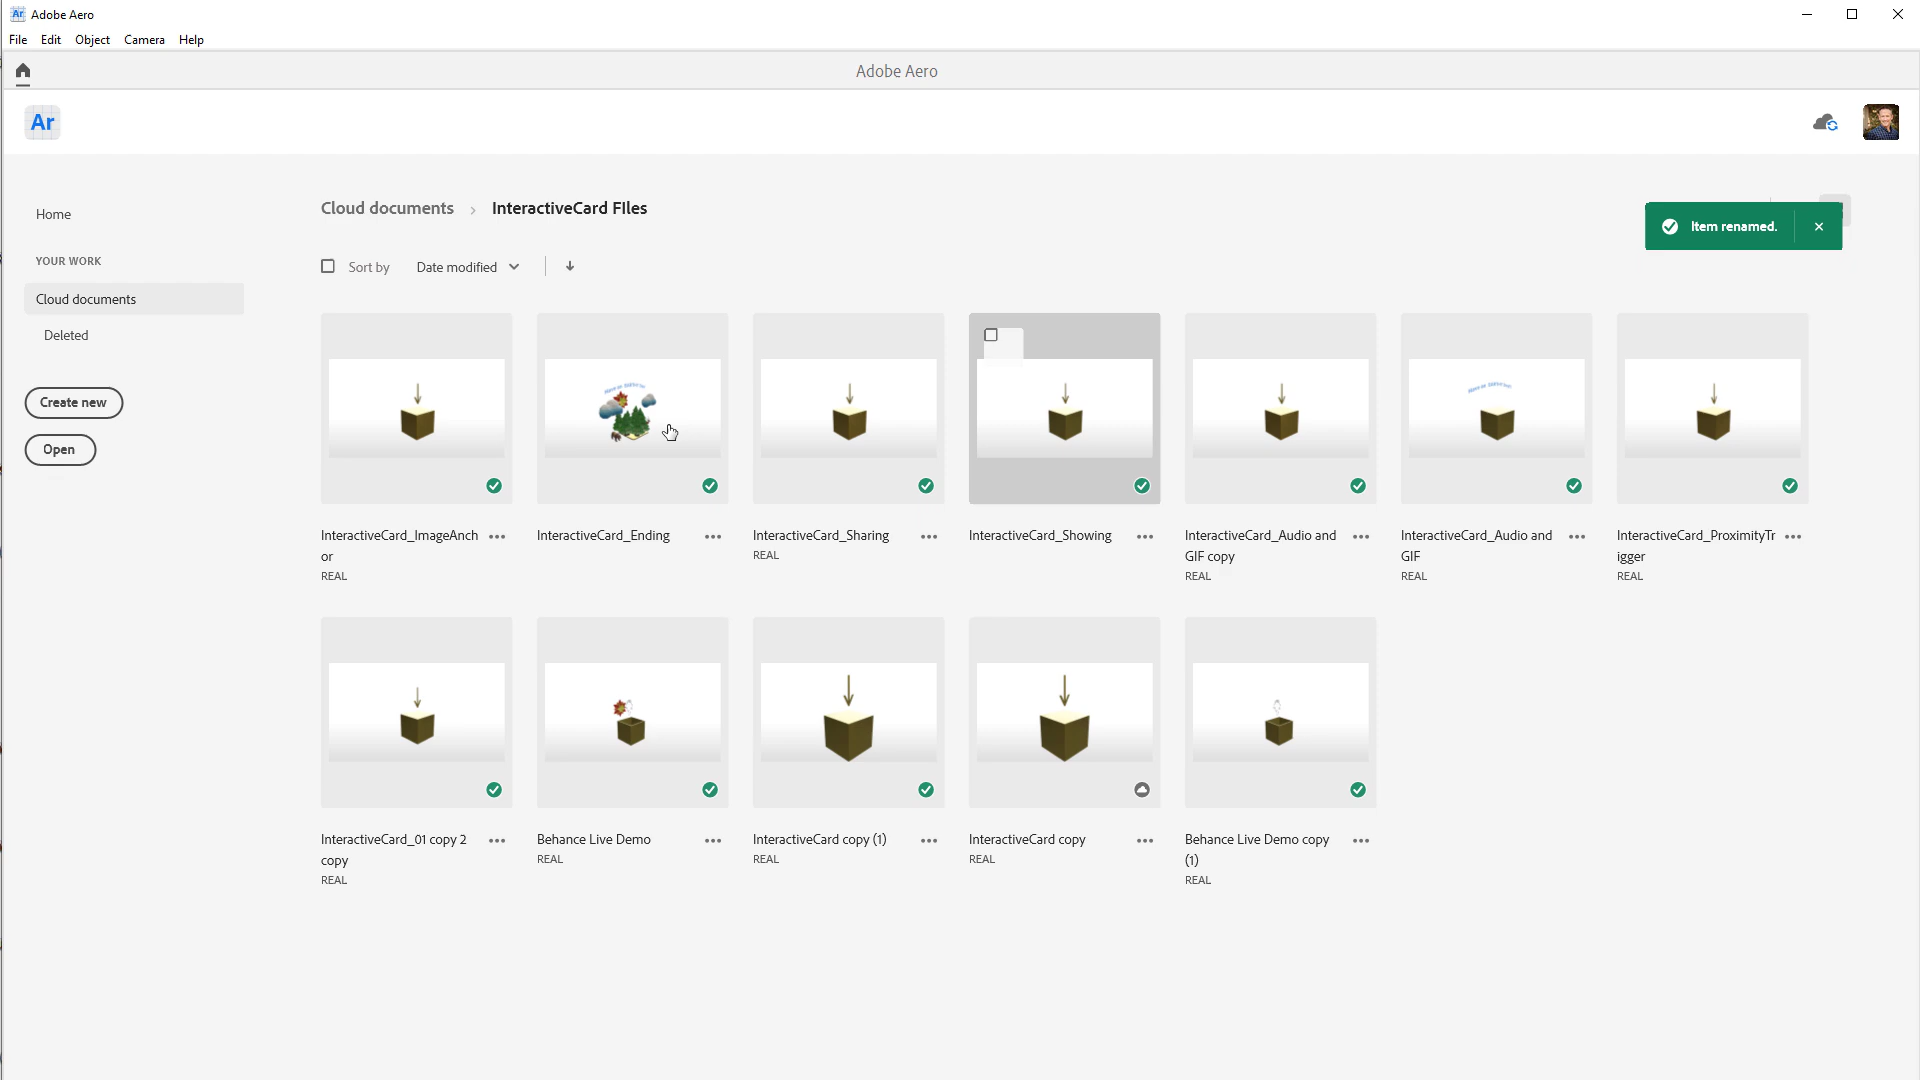 Ar Adobe Aero
File Edit Object Camera Help
Adobe Aero
Ar
Home
YOUR WORK
Cloud documents
Deleted
Create new
Open
Cloud documents > InteractiveCard FIles
Item renamed.
Sort by Date modified
InteractiveCard_ImageAnch
or
REAL
InteractiveCard_Ending
InteractiveCard_Sharing
REAL
InteractiveCard_Showing
InteractiveCard_Audio and
GIF copy
REAL
InteractiveCard_Audio and
GIF
REAL
InteractiveCard_ProximityTr
igger
REAL
InteractiveCard_01 copy 2
copy
REAL
Behance Live Demo
REAL
InteractiveCard copy (1)
REAL
InteractiveCard copy
REAL
Behance Live Demo copy
(1)
REAL